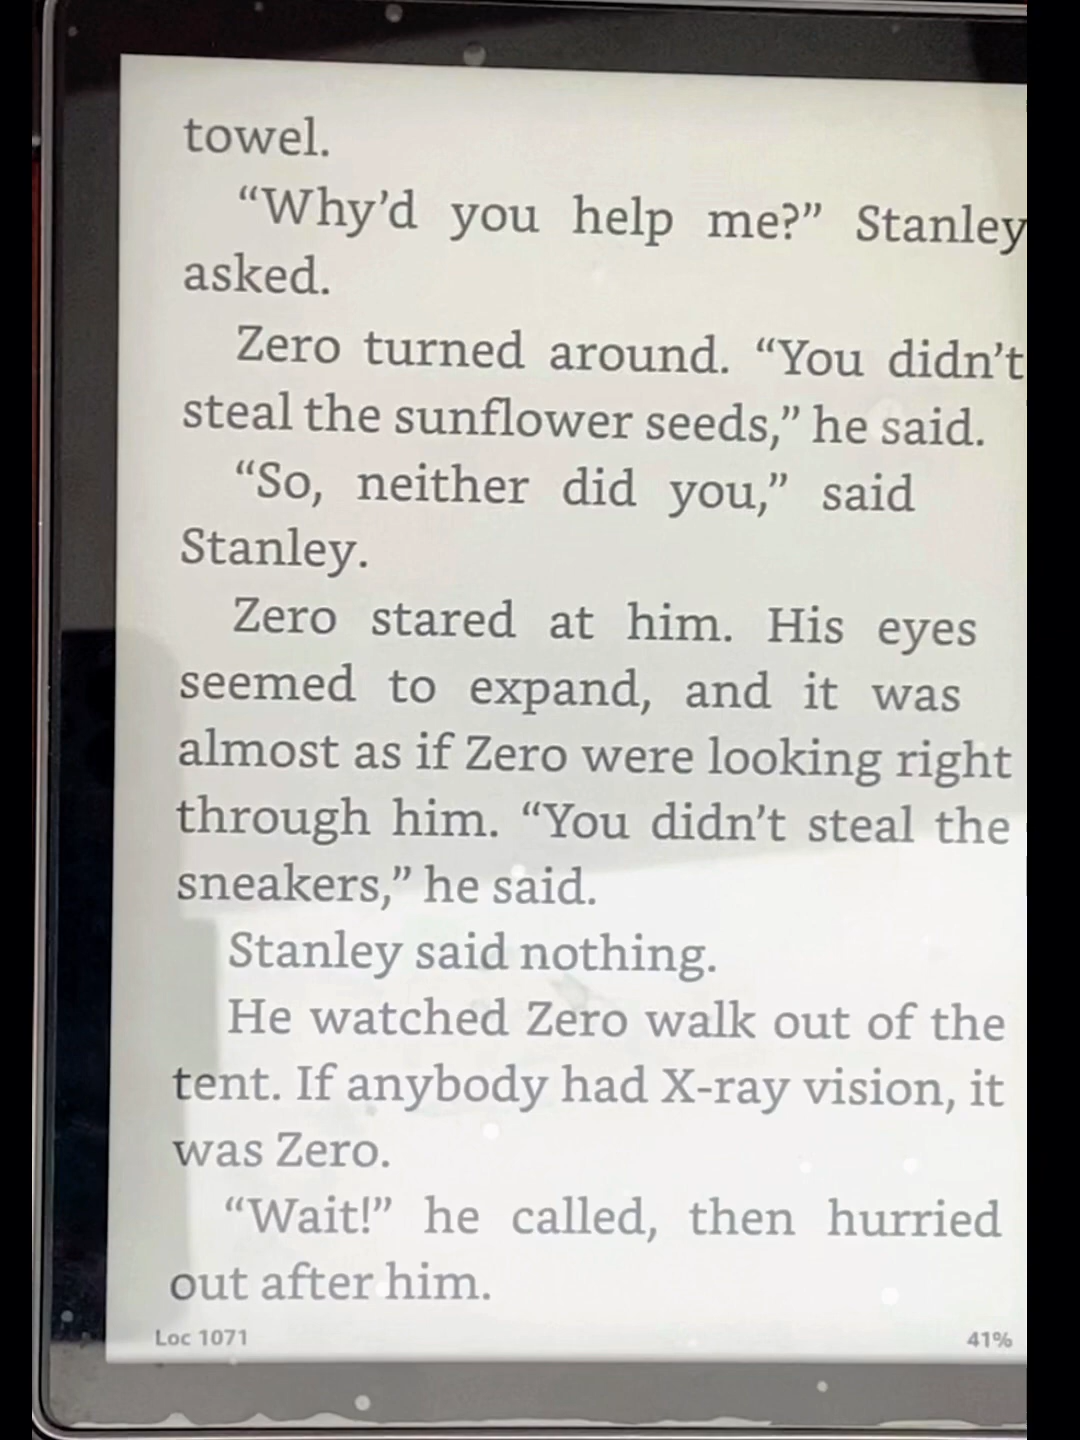 towel.
“Why’d you help me?” Stanley
asked.
Zero turned around. “You didn’t
steal the sunflower seeds,” he said.
“So, neither did you,” said
Stanley.
Zero stared at him. His eyes
seemed to expand, and it was
almost as if Zero were looking right
through him. “You didn’t steal the
sneakers,” he said.
Stanley said nothing.
He watched Zero walk out of the
tent. If anybody had X-ray vision, it
was Zero.
“Wait!” he called, then hurried
out after him.
Loc 1071 41%